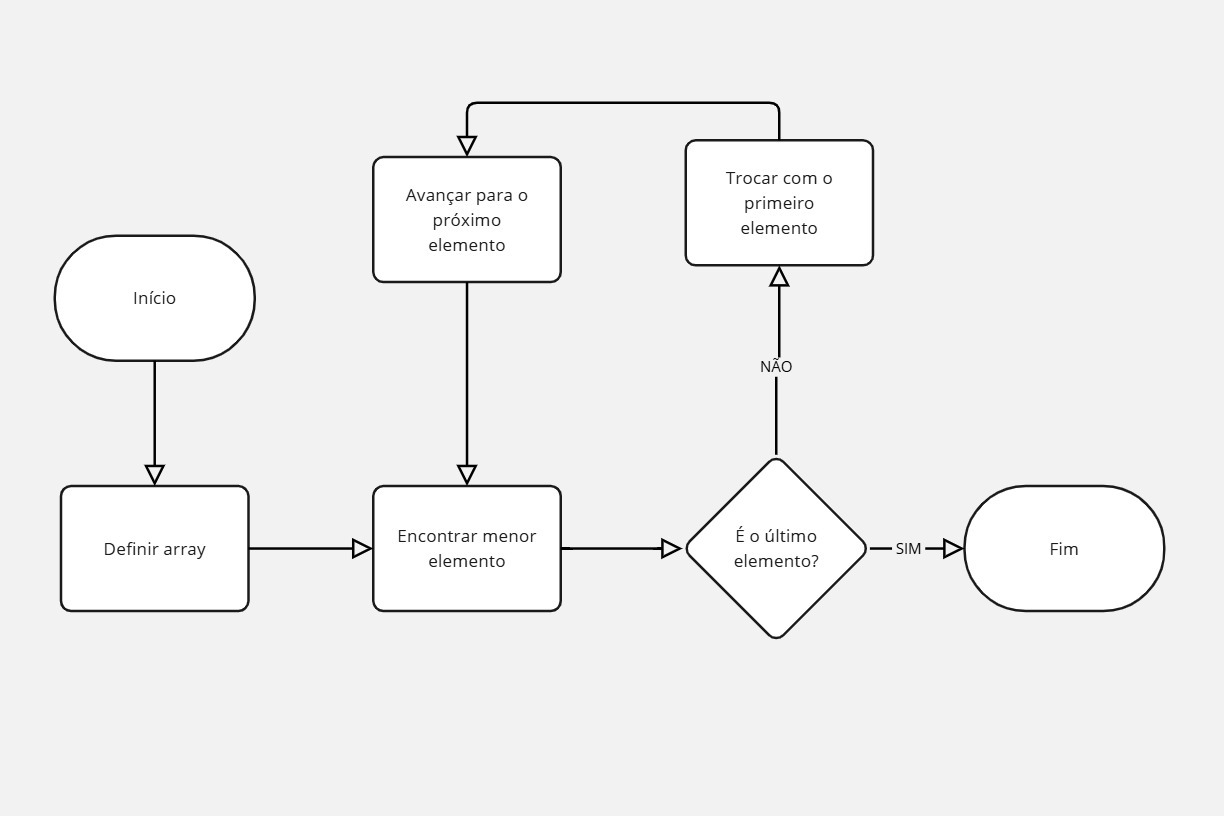 Início
Definir array
Avançar para o
próximo
elemento
Encontrar menor
elemento
Trocar com o
primeiro
elemento
NÃO
É o último
elemento?
SIM
Fim